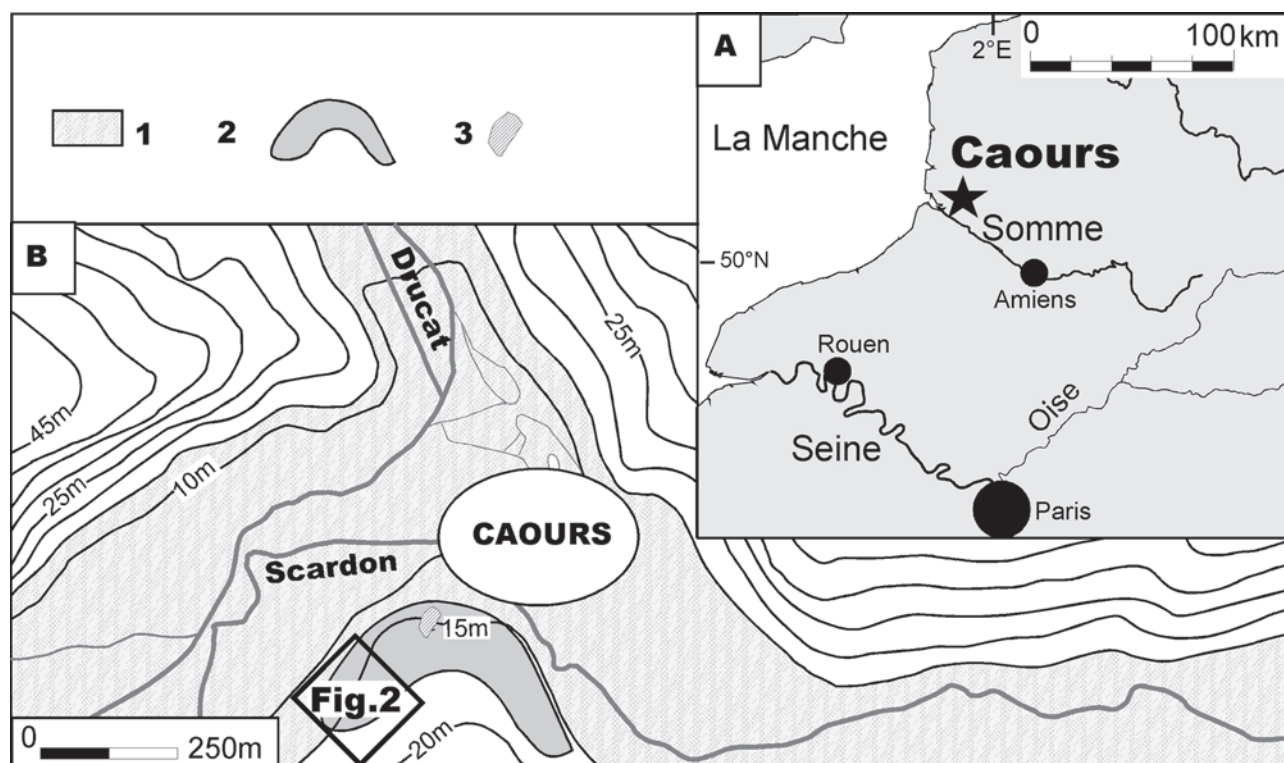 1
2
3
A
2°E
0
100 km
La Manche
Caours
Somme
50°N
Amiens
Rouen
Seine
Oise
Paris
B
Drucat
25m
45m
25m
10m
CAOURS
Scardon
15m
Fig.2
20m
0
250m